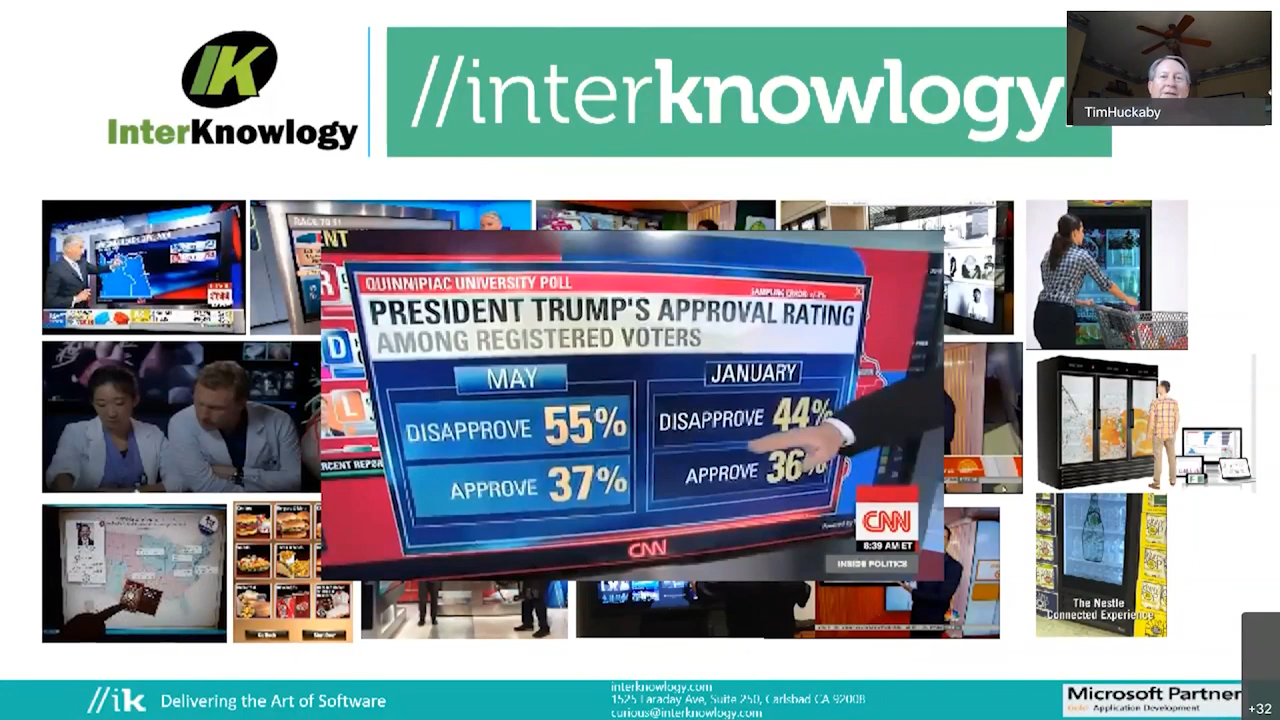 IK
InterKnowlogy
//interknowlogy
TimHuckaby
QUINNIPIAC UNIVERSITY POLL
SAMPLING ERROR
PRESIDENT TRUMP'S APPROVAL RATING
AMONG REGISTERED VOTERS
MAY
JANUARY
DISAPPROVE 55%
DISAPPROVE 44%
APPROVE 37%
APPROVE 36%
CNN
CNN
8:39 AM ET
INSIDE POLITICS
The Nestle
Connected Experience
//ik Delivering the Art of Software
interknowlogy.com
1525 Faraday Ave, Suite 250, Carlsbad CA 92008
curious@interknowlogy.com
Microsoft Partner
Application Development
+32